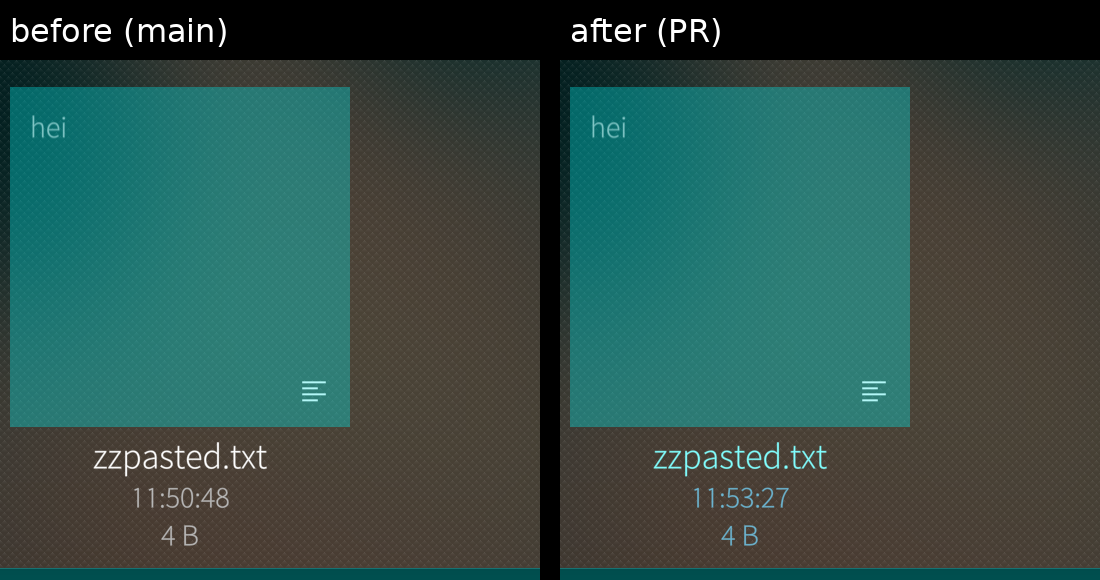 before (main)
hei
zzpasted.txt
11:50:48
4 B
after (PR)
hei
zzpasted.txt
11:53:27
4 B